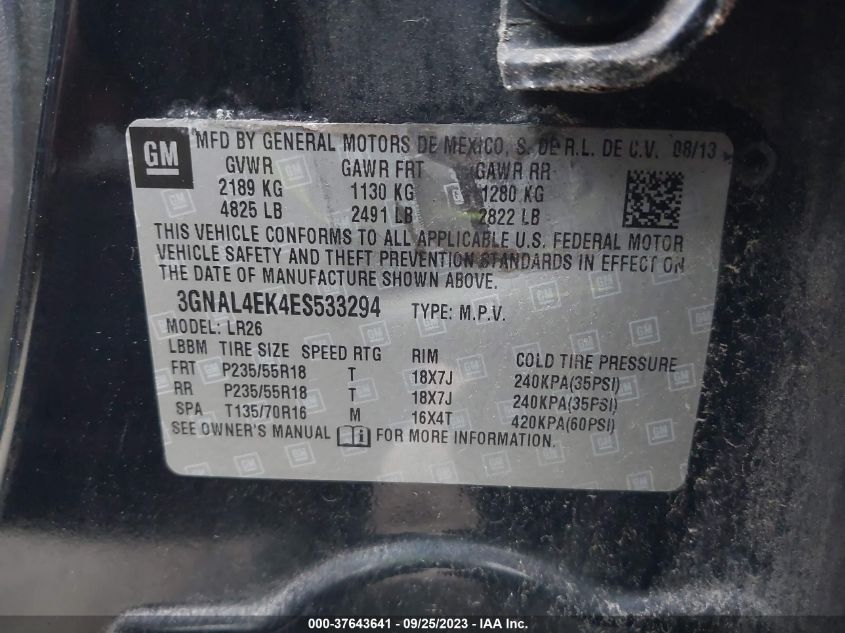 GM
MFD BY GENERAL MOTORS DE MEXICO, S. DE R.L. DE C.V. 08/13
GVWR GAWR FRT GAWR RR
2189 KG 1130 KG 1280 KG
4825 LB 2491 LB 2822 LB
THIS VEHICLE CONFORMS TO ALL APPLICABLE U.S. FEDERAL MOTOR
VEHICLE SAFETY AND THEFT PREVENTION STANDARDS IN EFFECT ON
THE DATE OF MANUFACTURE SHOWN ABOVE.
3GNAL4EK4ES533294 TYPE: M.P.V.
MODEL: LR26
LBBM TIRE SIZE SPEED RTG RIM COLD TIRE PRESSURE
FRT P235/55R18 T 18X7J 240KPA(35PSI)
RR P235/55R18 T 18X7J 240KPA(35PSI)
SPA T135/70R16 M 16X4T 420KPA(60PSI)
SEE OWNER'S MANUAL FOR MORE INFORMATION.
000-37643641 - 09/25/2023 - IAA Inc.